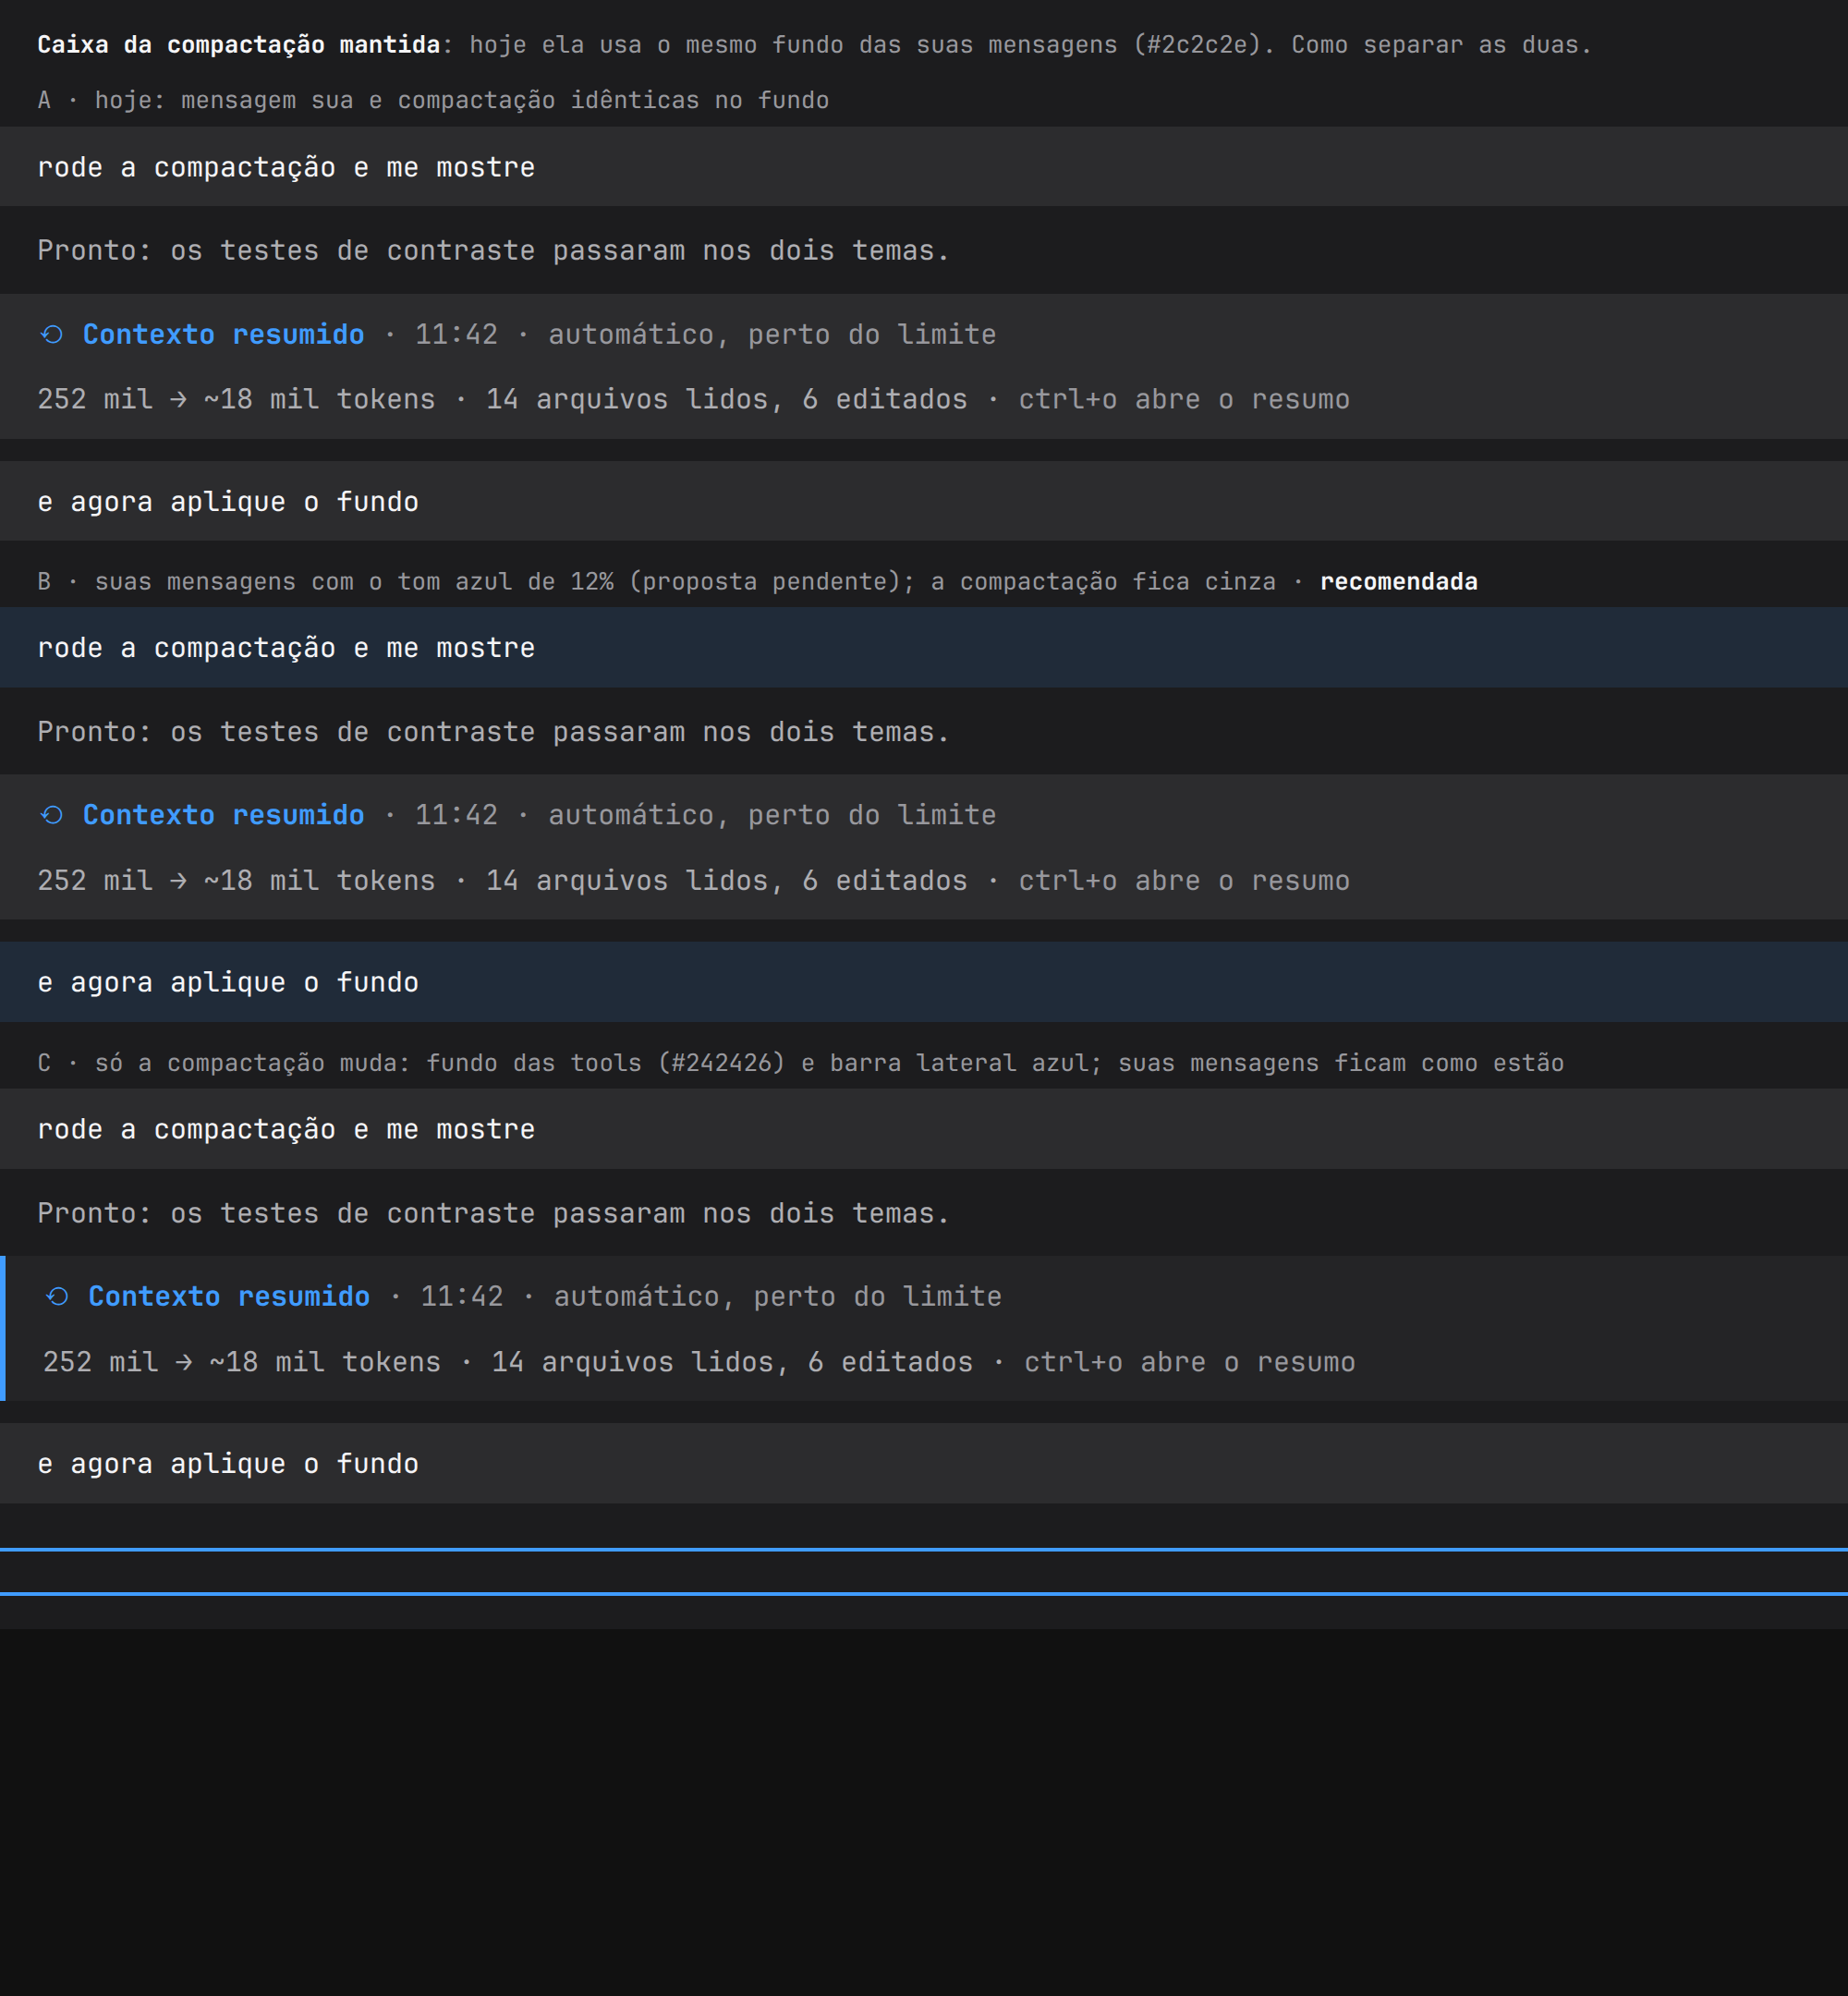 Caixa da compactação mantida: hoje ela usa o mesmo fundo das suas mensagens (#2c2c2e). Como separar as duas.
A · hoje: mensagem sua e compactação idênticas no fundo
rode a compactação e me mostre
Pronto: os testes de contraste passaram nos dois temas.
⟲ Contexto resumido · 11:42 · automático, perto do limite
252 mil → ~18 mil tokens · 14 arquivos lidos, 6 editados · ctrl+o abre o resumo
e agora aplique o fundo
B · suas mensagens com o tom azul de 12% (proposta pendente); a compactação fica cinza · recomendada
rode a compactação e me mostre
Pronto: os testes de contraste passaram nos dois temas.
⟲ Contexto resumido · 11:42 · automático, perto do limite
252 mil → ~18 mil tokens · 14 arquivos lidos, 6 editados · ctrl+o abre o resumo
e agora aplique o fundo
C · só a compactação muda: fundo das tools (#242426) e barra lateral azul; suas mensagens ficam como estão
rode a compactação e me mostre
Pronto: os testes de contraste passaram nos dois temas.
⟲ Contexto resumido · 11:42 · automático, perto do limite
252 mil → ~18 mil tokens · 14 arquivos lidos, 6 editados · ctrl+o abre o resumo
e agora aplique o fundo